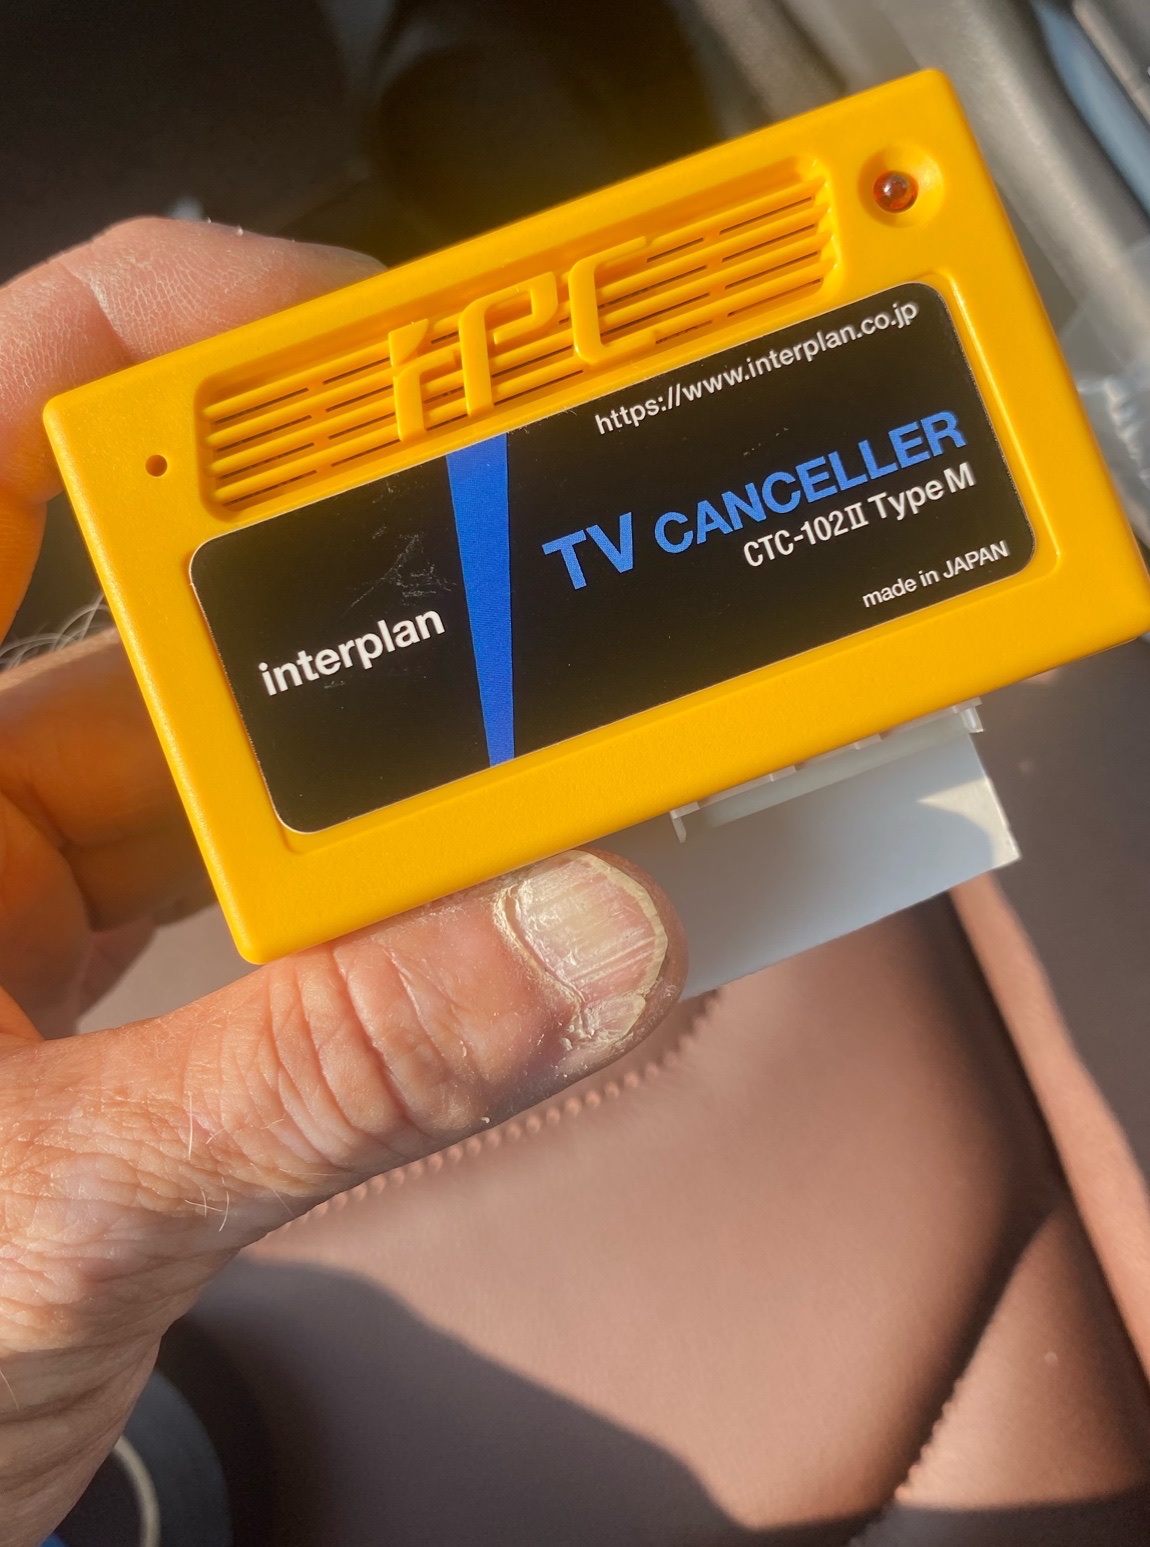 iPC
https://www.interplan.co.jp
TV CANCELLER
CTC-102Ⅱ Type M
made in JAPAN
interplan